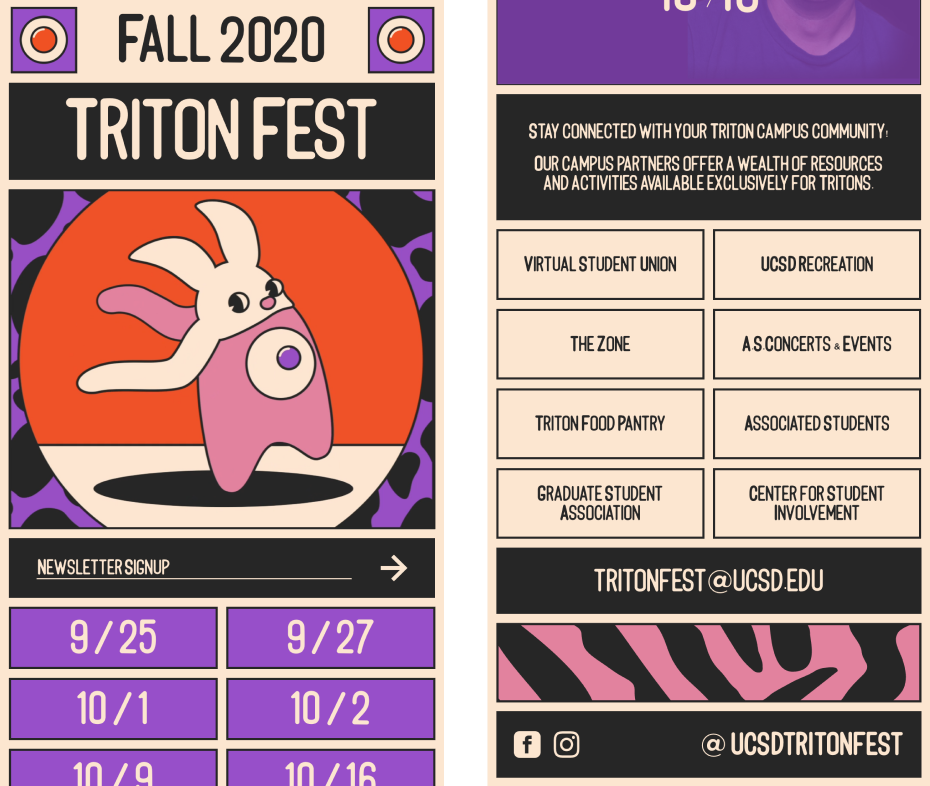 FALL 2020
TRITON FEST
NEWSLETTER SIGNUP
9/25
9/27
10/1
10/2
10/9
10/16
STAY CONNECTED WITH YOUR TRITON CAMPUS COMMUNITY!
OUR CAMPUS PARTNERS OFFER A WEALTH OF RESOURCES
AND ACTIVITIES AVAILABLE EXCLUSIVELY FOR TRITONS.
VIRTUAL STUDENT UNION
UCSD RECREATION
THE ZONE
A.S.CONCERTS & EVENTS
TRITON FOOD PANTRY
ASSOCIATED STUDENTS
GRADUATE STUDENT
ASSOCIATION
CENTER FOR STUDENT
INVOLVEMENT
TRITONFEST@UCSD.EDU
@UCSDTRITONFEST